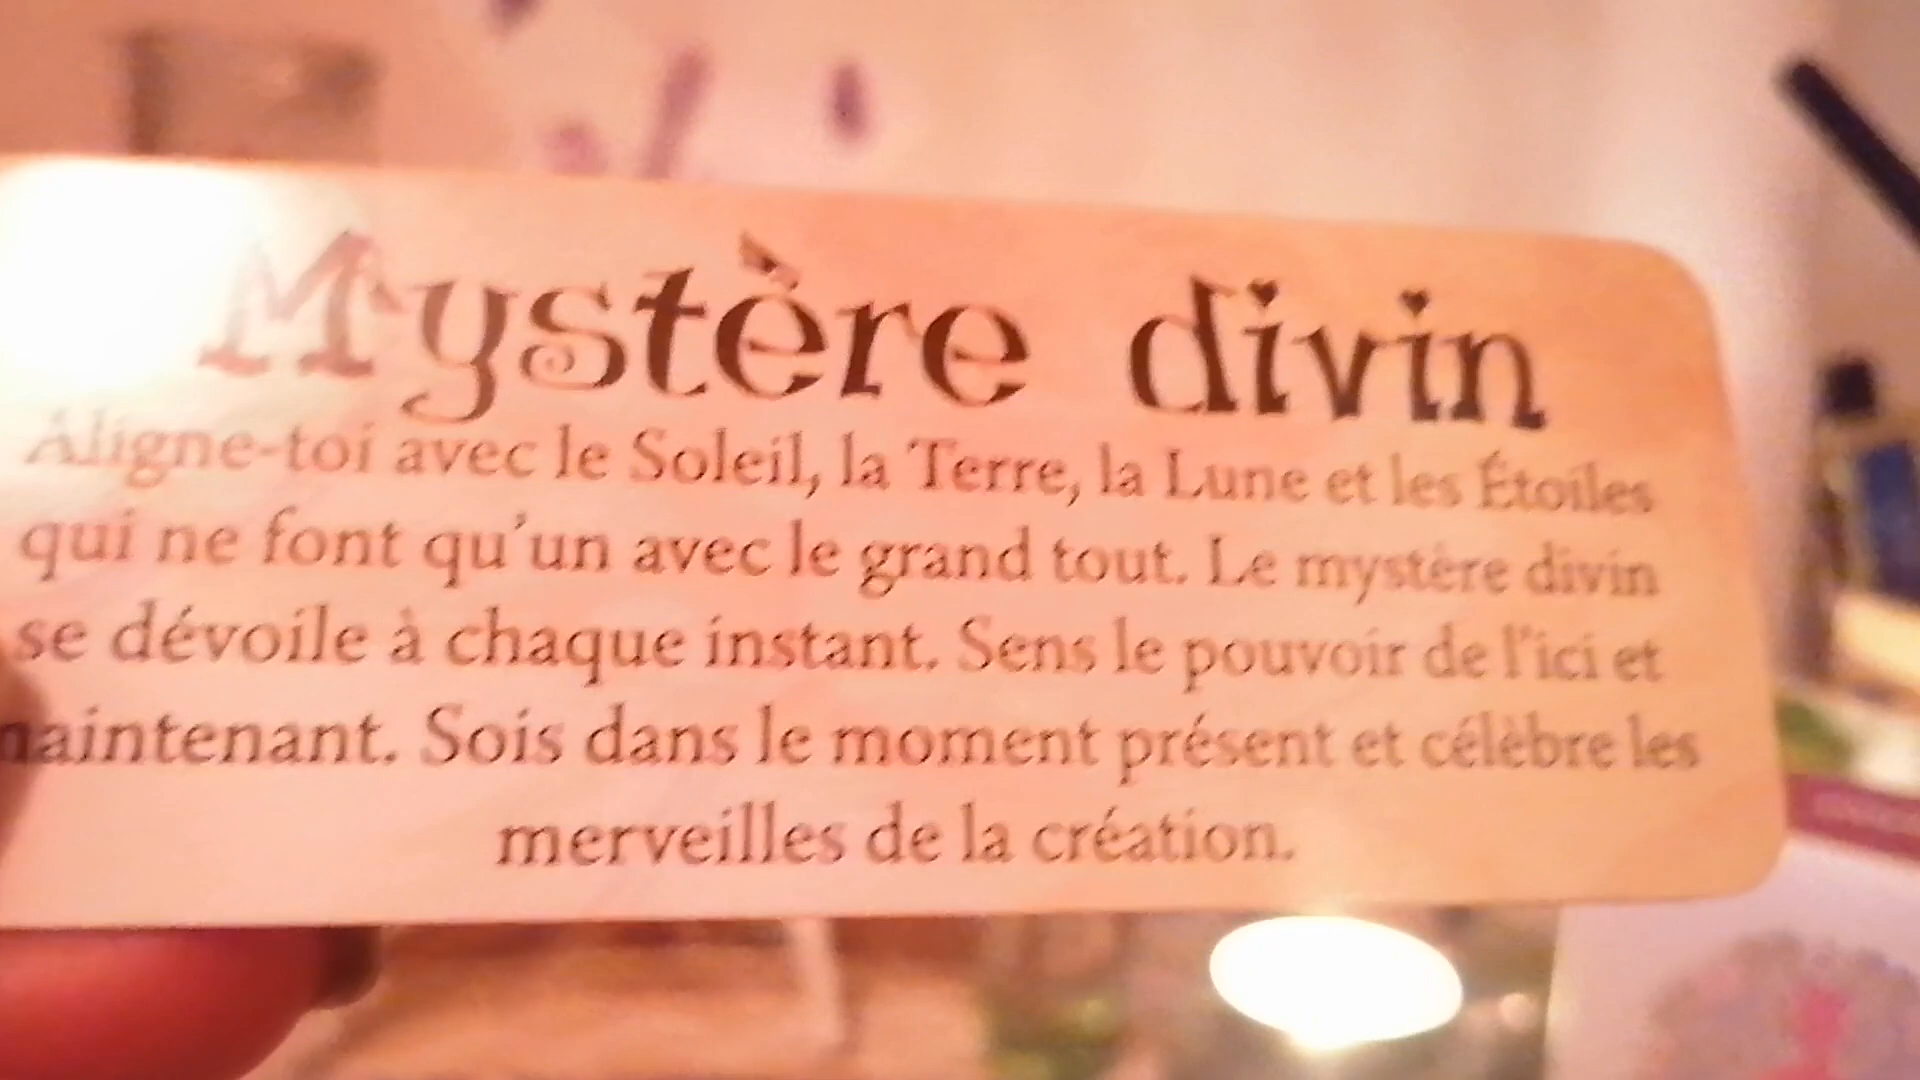 Mystère divin
Aligne-toi avec le Soleil, la Terre, la Lune et les Étoiles
qui ne font qu'un avec le grand tout. Le mystère divin
se dévoile à chaque instant. Sens le pouvoir de l'ici et
maintenant. Sois dans le moment présent et célèbre les
merveilles de la création.